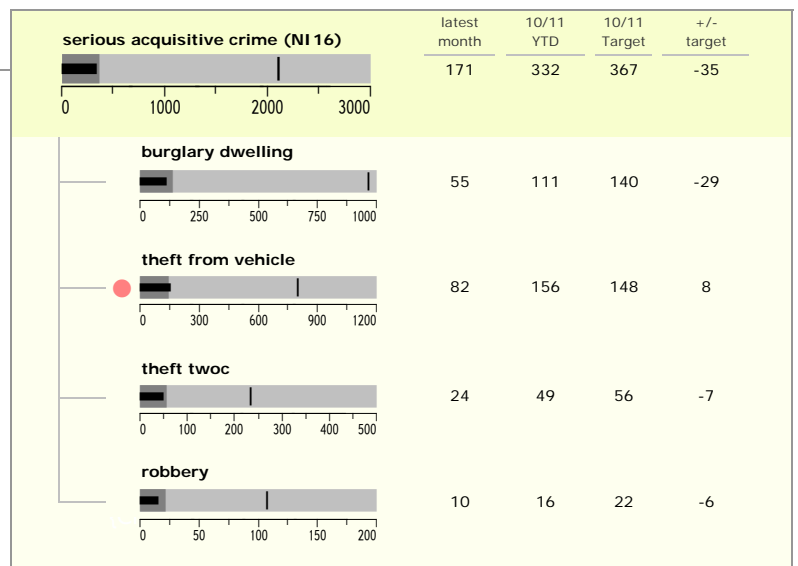 latest 10/11 10/11 +/-
serious acquisitive crime (NI 16) month YTD Target target
171 332 367 -35
0 1000 2000 3000
burglary dwelling
55 111 140 -29
0 250 500 750 1000
theft from vehicle
82 156 148 8
0 300 600 900 1200
theft twoc
24 49 56 -7
0 100 200 300 400 500
robbery
10 16 22 -6
0 50 100 150 200